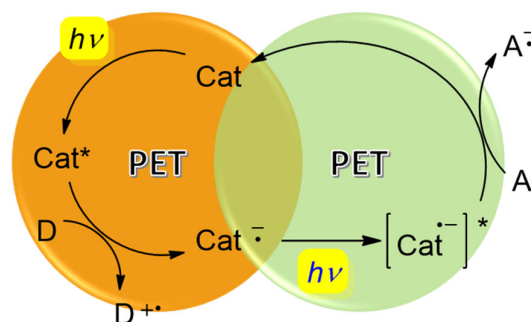 hν
Cat
A•⁻
Cat*
PET
PET
A
D
Cat•⁻
[Cat•⁻]*
hν
D⁺•